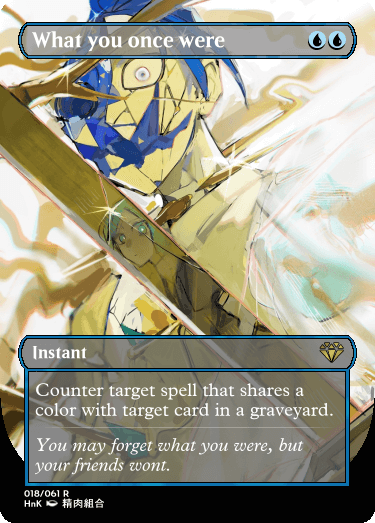 What you once were
Instant
Counter target spell that shares a
color with target card in a graveyard.
You may forget what you were, but
your friends wont.
018/061 R
HnK 精肉組合